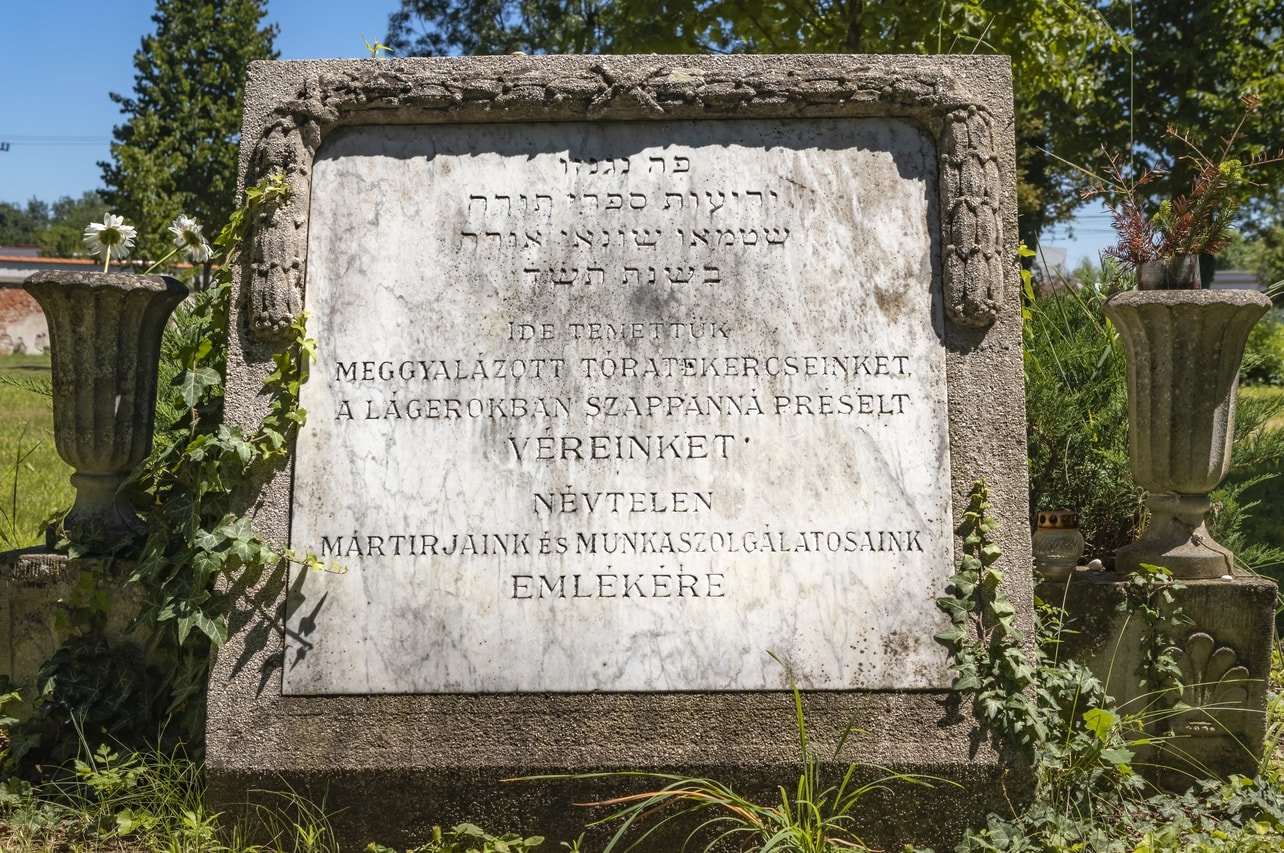 פה נגנזו
יריעות ספרי תורה
שטמאו שונאי אורה
בשנת תשד
IDE TEMETTÜK
MEGGYALÁZOTT TÓRATEKERCSEINKET,
A LÁGEROKBAN SZAPPANNÁ PRÉSELT
VÉREINKET.
NÉVTELEN
MÁRTIRJAINK ÉS MUNKASZOLGÁLATOSAINK
EMLÉKÉRE